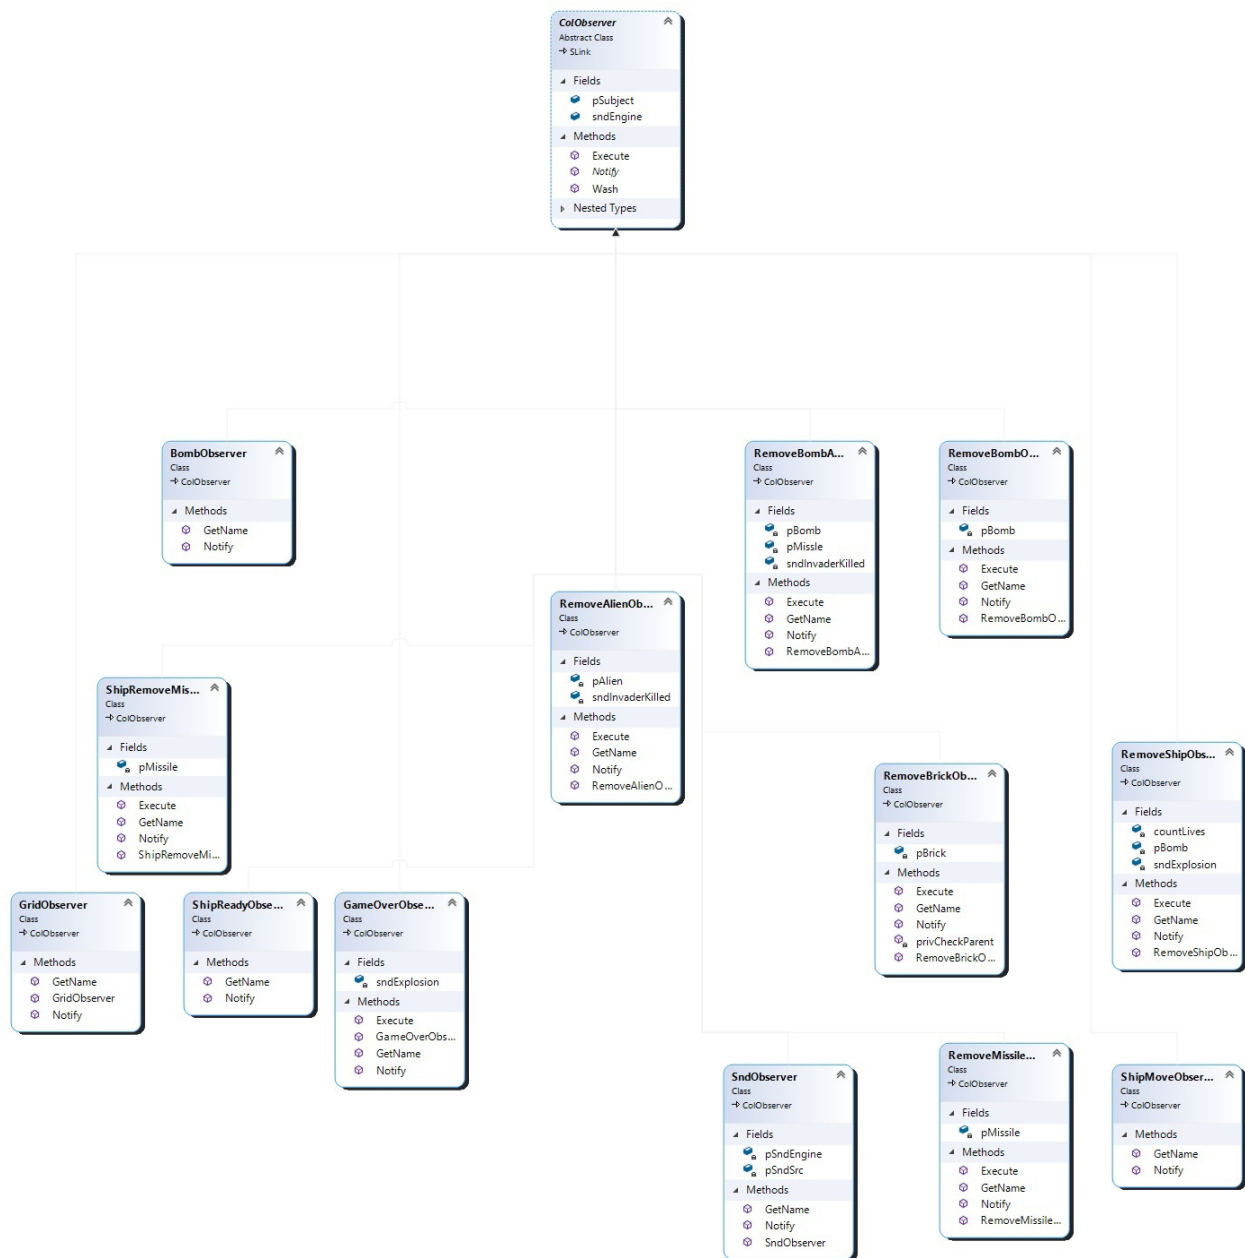 ColObserver
Abstract Class
SLink
Fields
pSubject
sndEngine
Methods
Execute
Notify
Wash
Nested Types
BombObserver
Class
ColObserver
Methods
GetName
Notify
RemoveBombA...
Class
ColObserver
Fields
pBomb
pMissle
sndInvaderKilled
Methods
Execute
GetName
Notify
RemoveBombA...
RemoveBombO...
Class
ColObserver
Fields
pBomb
Methods
Execute
GetName
Notify
RemoveBombO...
RemoveAlienOb...
Class
ColObserver
Fields
pAlien
sndInvaderKilled
Methods
Execute
GetName
Notify
RemoveAlienO...
ShipRemoveMis...
Class
ColObserver
Fields
pMissile
Methods
Execute
GetName
Notify
ShipRemoveMi...
RemoveBrickOb...
Class
ColObserver
Fields
pBrick
Methods
Execute
GetName
Notify
privCheckParent
RemoveBrickO...
RemoveShipObs...
Class
ColObserver
Fields
countLives
pBomb
sndExplosion
Methods
Execute
GetName
Notify
RemoveShipOb...
GridObserver
Class
ColObserver
Methods
GetName
GridObserver
Notify
ShipReadyObse...
Class
ColObserver
Methods
GetName
Notify
GameOverObse...
Class
ColObserver
Fields
sndExplosion
Methods
Execute
GameOverObs...
GetName
Notify
SndObserver
Class
ColObserver
Fields
pSndEngine
pSndSrc
Methods
GetName
Notify
SndObserver
RemoveMissile...
Class
ColObserver
Fields
pMissile
Methods
Execute
GetName
Notify
RemoveMissile...
ShipMoveObser...
Class
ColObserver
Methods
GetName
Notify